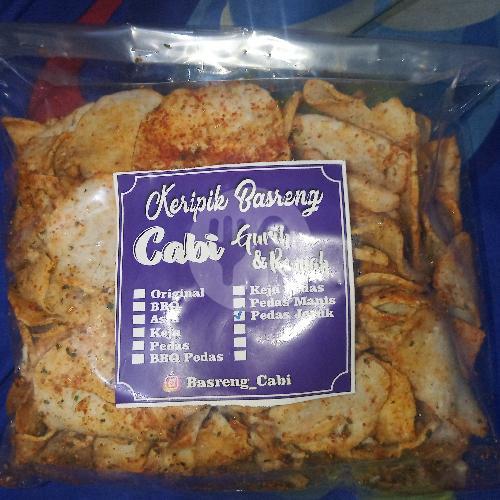 Keripik Basreng
Cabi Gurih
& Renyah
Original
BBQ
Asin
Keju
Pedas
BBQ Pedas
Keju Pedas
Pedas Manis
Pedas Jeruk
Basreng_Cabi